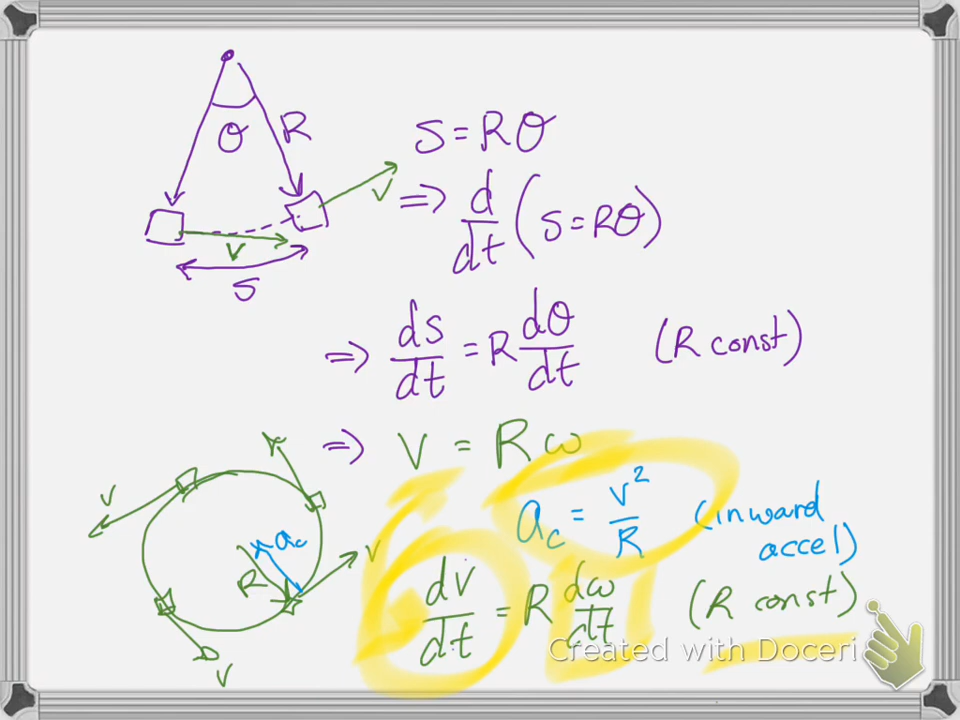 θ
R
s = Rθ
v
⇒ d/dt (s = Rθ)
v
s
⇒ ds/dt = R dθ/dt (R const)
⇒ v = Rω
a_c = v²/R (inward accel)
v
a_c
v
R
dv/dt = R dω/dt (R const)
v
Created with Doceri